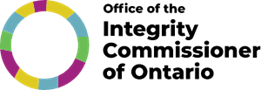 Office of the
Integrity
Commissioner
of Ontario